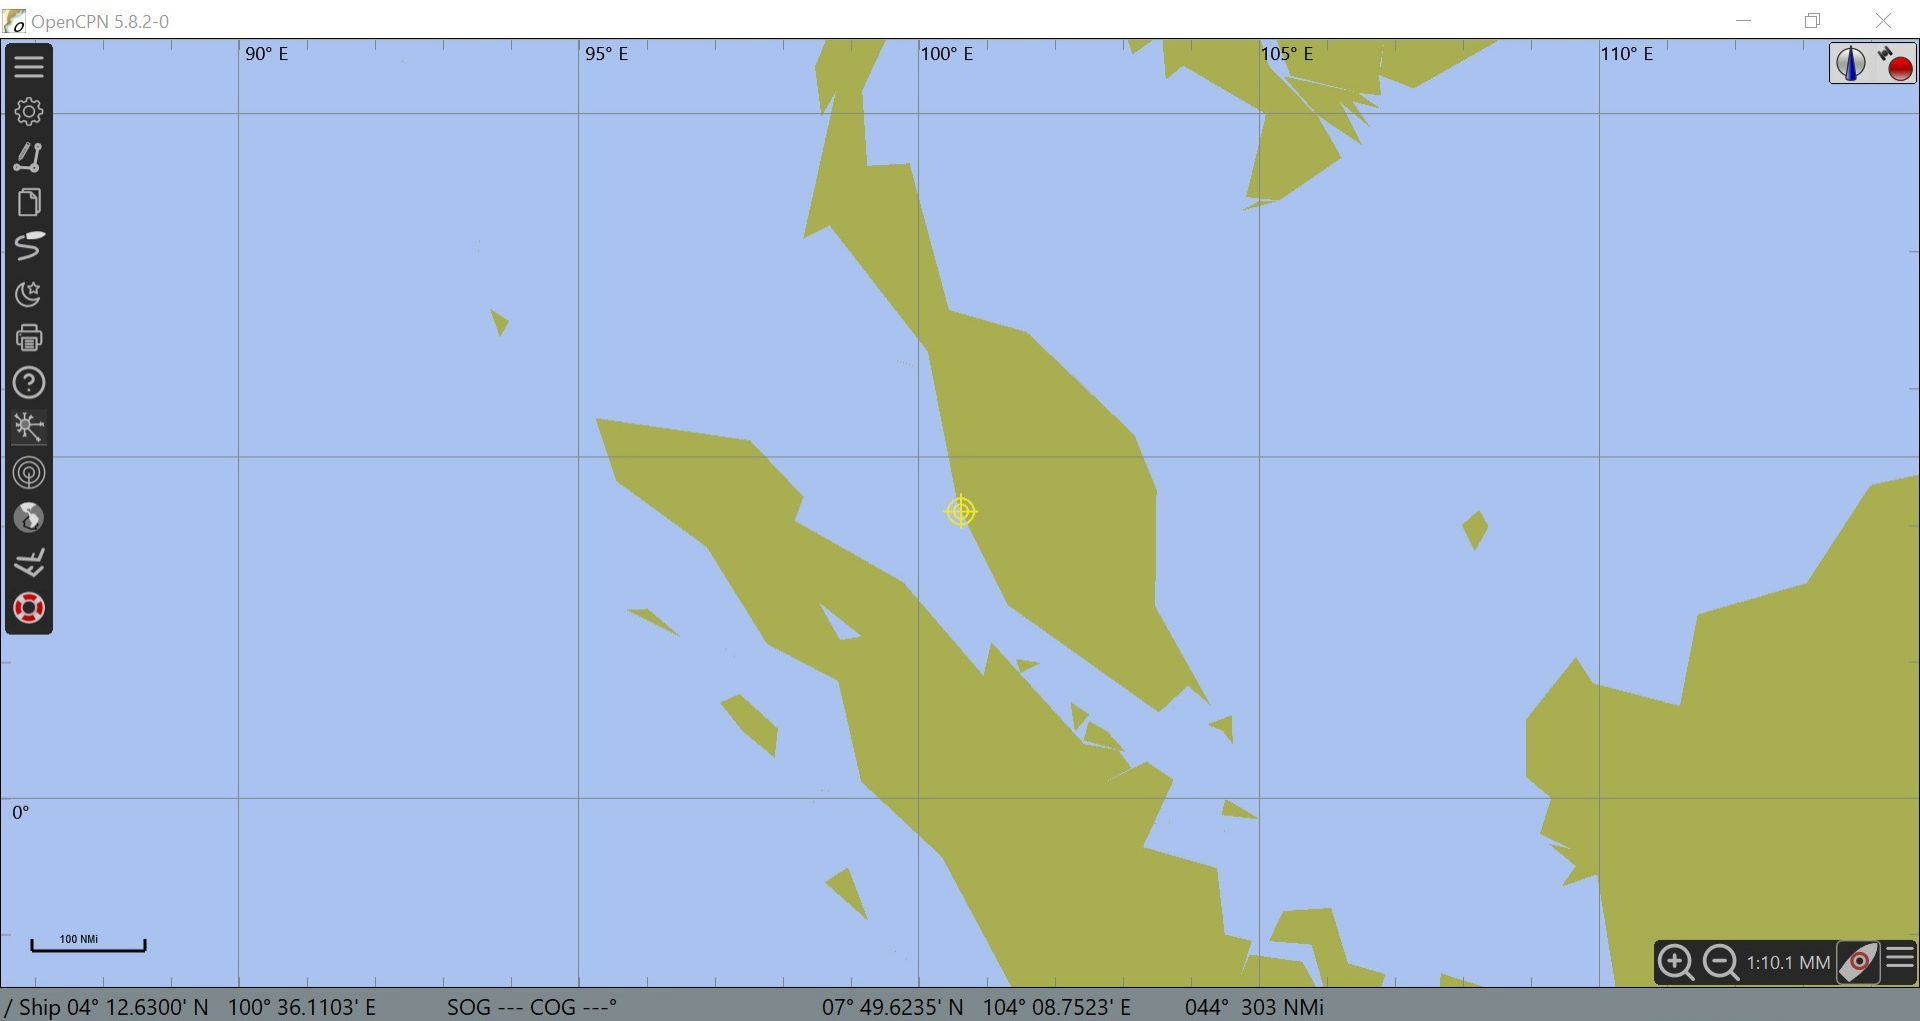 OpenCPN 5.8.2-0
90° E
95° E
100° E
105° E
110° E
0°
100 NMi
1:10.1 MM
/ Ship 04° 12.6300' N 100° 36.1103' E SOG --- COG ---° 07° 49.6235' N 104° 08.7523' E 044° 303 NMi